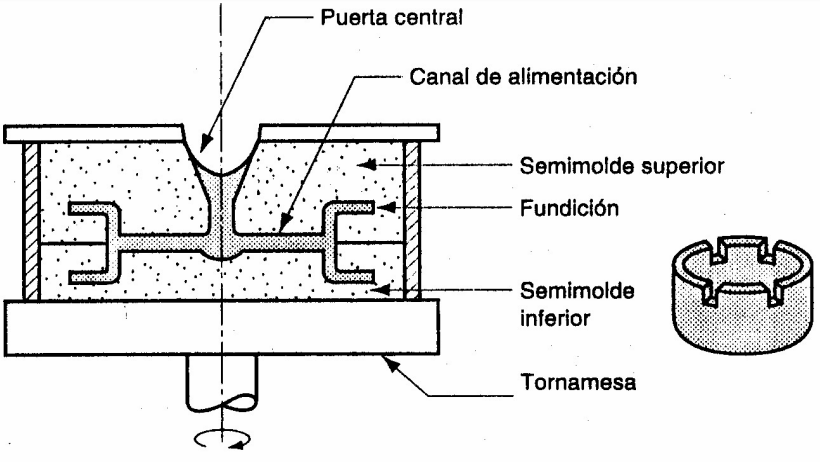 Puerta central
Canal de alimentación
Semimolde superior
Fundición
Semimolde
inferior
Tornamesa